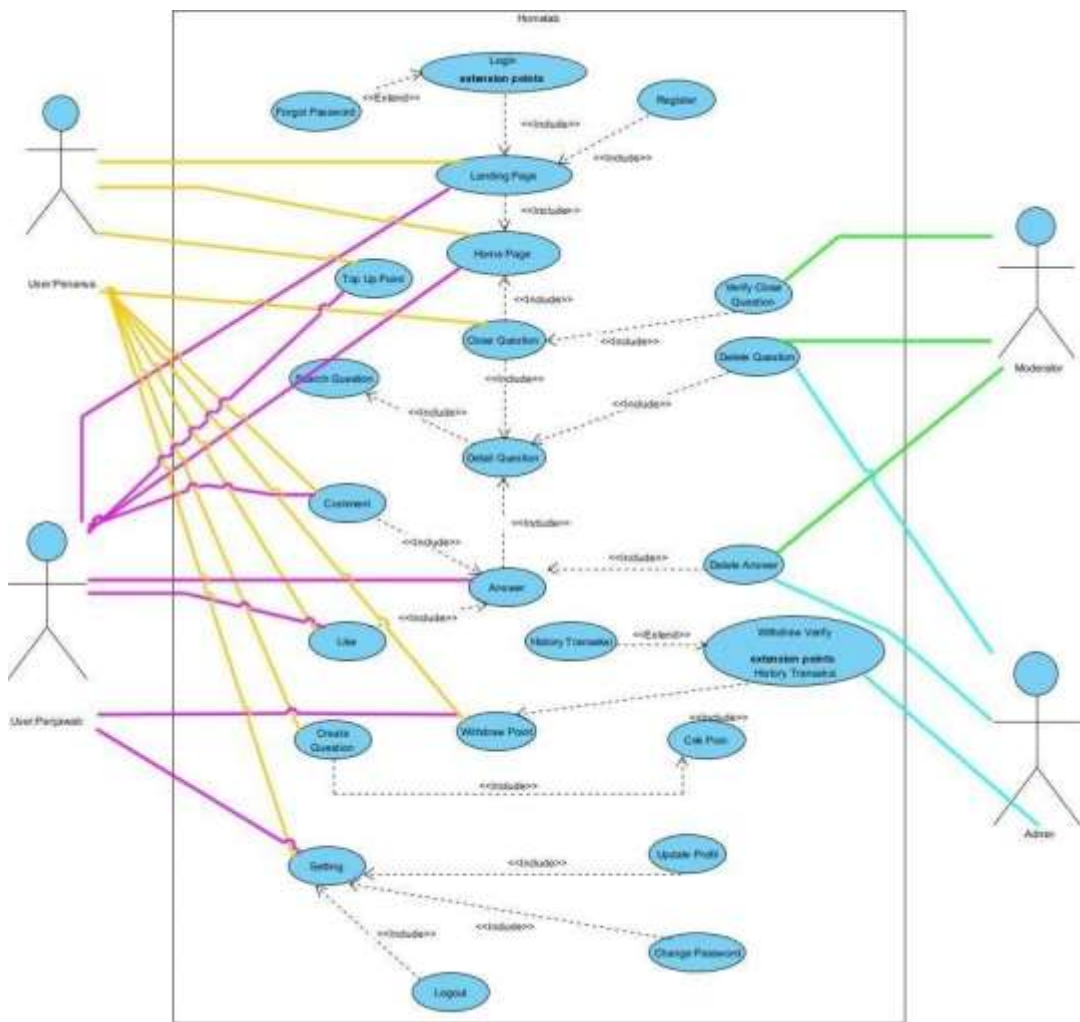 Login
extension points
<<Extend>>
Forgot Password
Register
<<Include>>
<<Include>>
Landing Page
<<Include>>
Home Page
Top Up Point
<<Include>>
Verify Close
Question
Close Question
<<Include>>
Delete Question
Moderator
Search Question
<<Include>>
<<Include>>
<<Include>>
Detail Question
Comment
<<Include>>
<<Include>>
<<Include>>
Delete Answer
Answer
<<Include>>
Like
History Transaksi
<<Extend>>
Withdraw Verify
extension points
History Transaksi
User Penjawab
Create
Question
Withdraw Point
<<Include>>
Cek Poin
<<Include>>
Admin
Setting
<<Include>>
Update Profil
<<Include>>
<<Include>>
Change Password
Logout